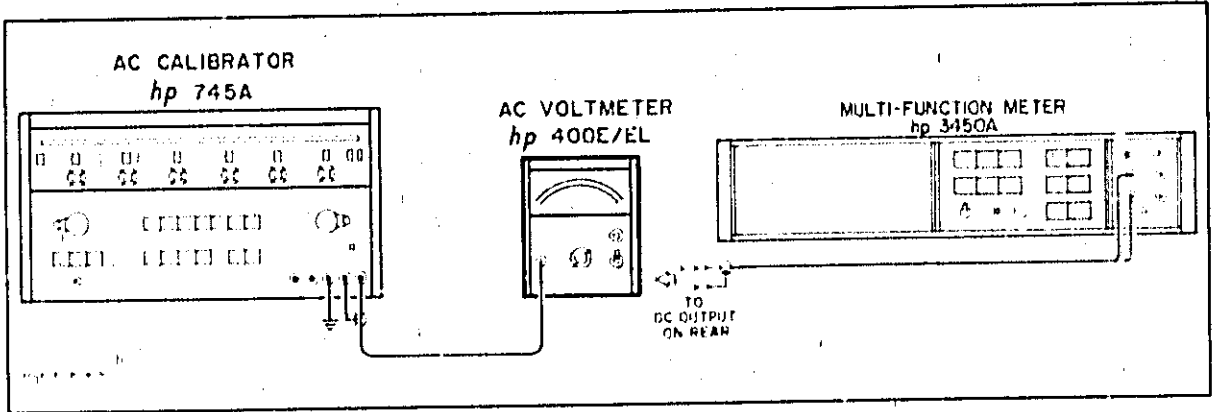 AC CALIBRATOR
hp 745A
AC VOLTMETER
hp 400E/EL
MULTI-FUNCTION METER
hp 3450A
TO
DC OUTPUT
ON REAR